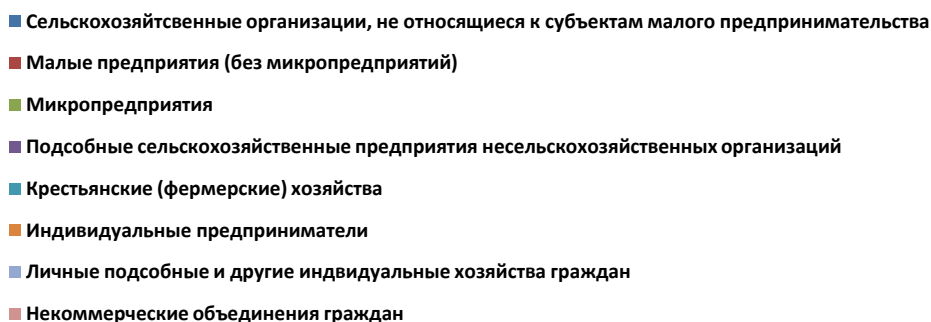 Сельскохозяйтсвенные организации, не относящиеся к субъектам малого предпринимательства
Малые предприятия (без микропредприятий)
Микропредприятия
Подсобные сельскохозяйственные предприятия несельскохозяйственных организаций
Крестьянские (фермерские) хозяйства
Индивидуальные предприниматели
Личные подсобные и другие индвидуальные хозяйства граждан
Некоммерческие объединения граждан